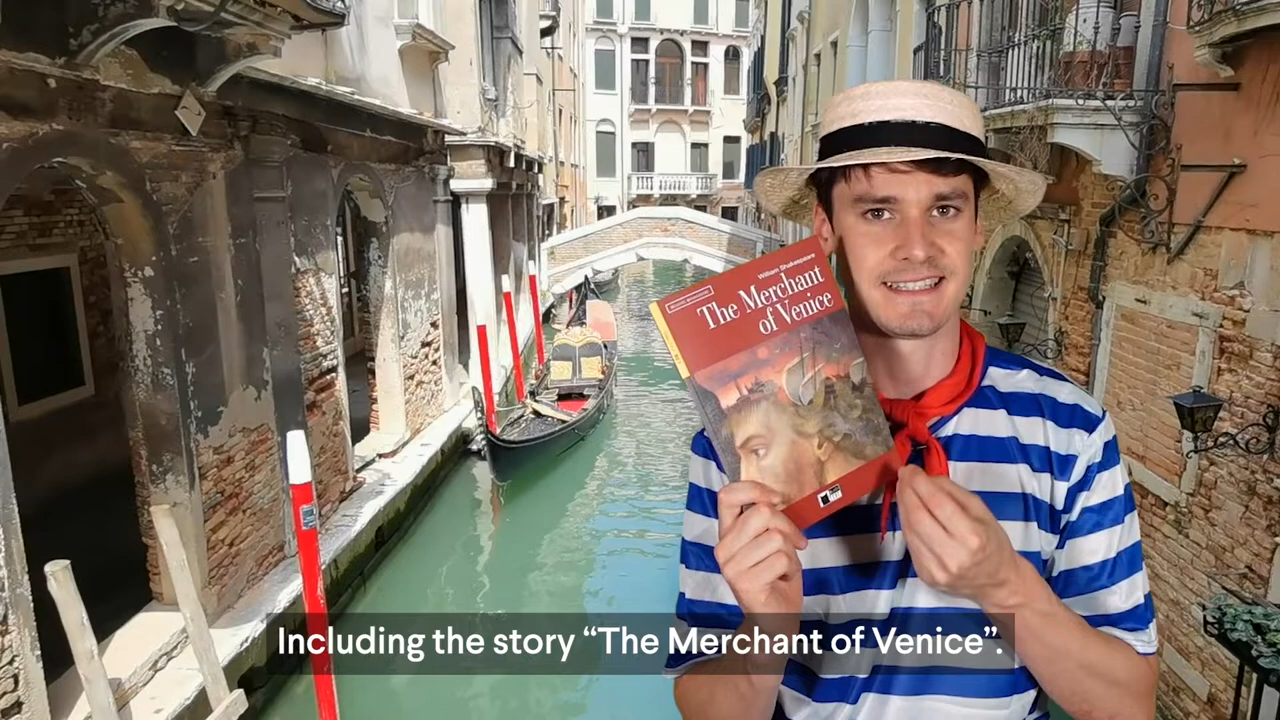 William Shakespeare
The Merchant
of Venice
Including the story “The Merchant of Venice”.